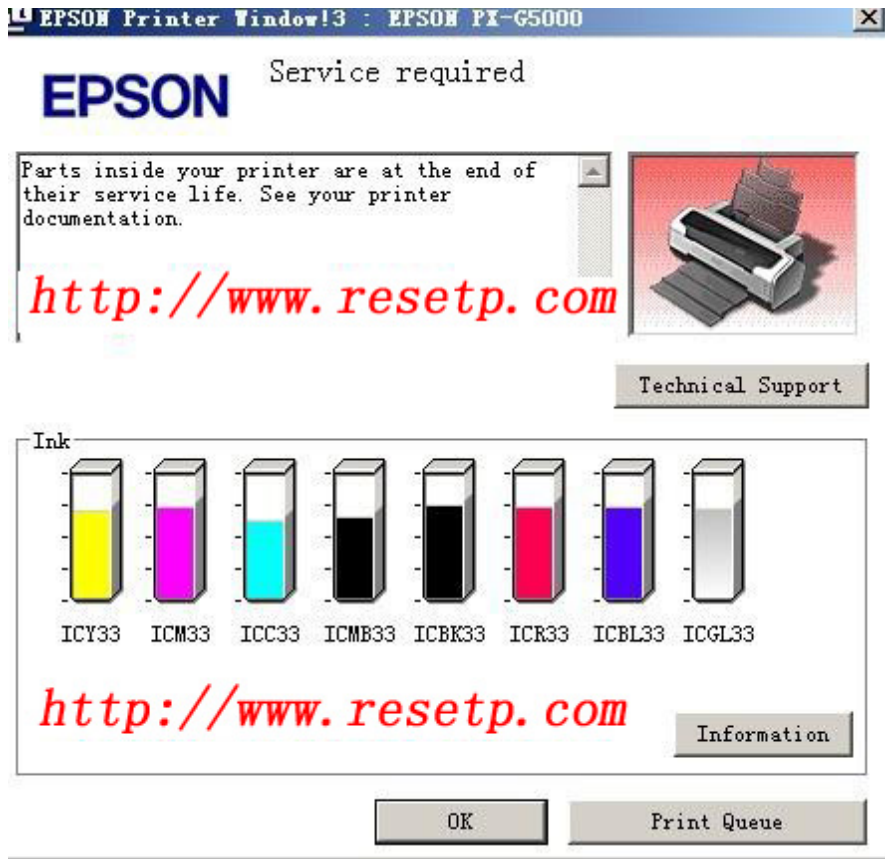 EPSON Printer Window!3 : EPSON PX-G5000
EPSON
Service required
Parts inside your printer are at the end of
their service life. See your printer
documentation.
http://www.resetp.com
Technical Support
Ink
ICY33 ICM33 ICC33 ICMB33 ICBK33 ICR33 ICBL33 ICGL33
http://www.resetp.com
Information
OK Print Queue